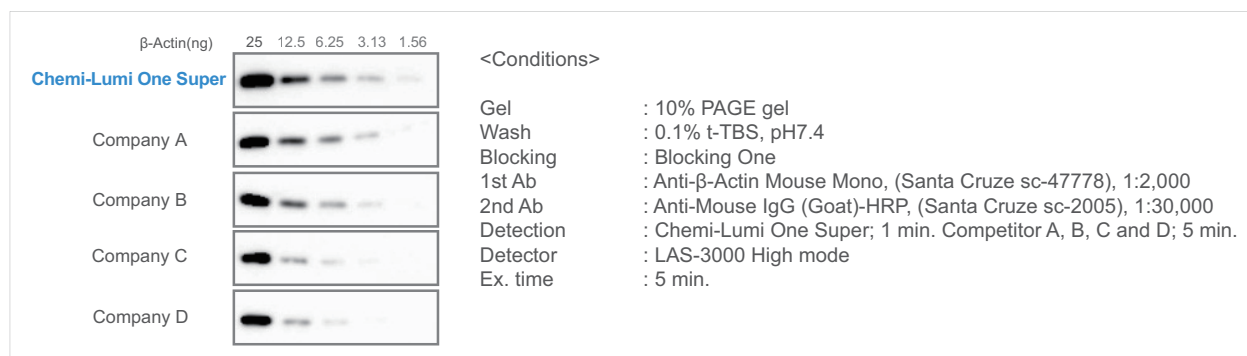 β-Actin(ng) 25 12.5 6.25 3.13 1.56
Chemi-Lumi One Super
Company A
Company B
Company C
Company D
<Conditions>
Gel : 10% PAGE gel
Wash : 0.1% t-TBS, pH7.4
Blocking : Blocking One
1st Ab : Anti-β-Actin Mouse Mono, (Santa Cruze sc-47778), 1:2,000
2nd Ab : Anti-Mouse IgG (Goat)-HRP, (Santa Cruze sc-2005), 1:30,000
Detection : Chemi-Lumi One Super; 1 min. Competitor A, B, C and D; 5 min.
Detector : LAS-3000 High mode
Ex. time : 5 min.